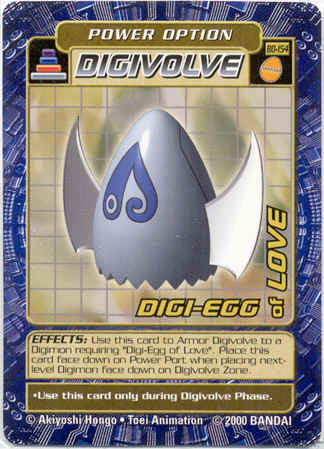 POWER OPTION
DIGIVOLVE
BO-154
DIGI-EGG of LOVE
EFFECTS: Use this card to Armor Digivolve to a
Digimon requiring "Digi-Egg of Love". Place this
card face down on Power Port when placing next-
level Digimon face down on Digivolve Zone.
•Use this card only during Digivolve Phase.
© Akiyoshi Hongo • Toei Animation © 2000 BANDAI